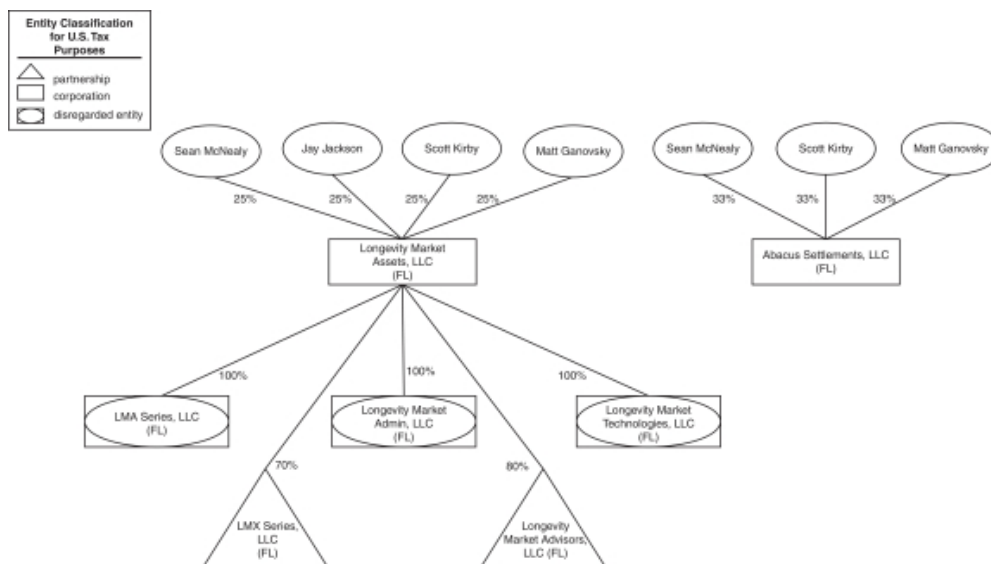 Entity Classification
for U.S. Tax
Purposes
partnership
corporation
disregarded entity
Sean McNealy
Jay Jackson
Scott Kirby
Matt Ganovsky
Sean McNealy
Scott Kirby
Matt Ganovsky
25%
25%
25%
25%
33%
33%
33%
Longevity Market
Assets, LLC
(FL)
Abacus Settlements, LLC
(FL)
100%
100%
100%
LMA Series, LLC
(FL)
Longevity Market
Admin, LLC
(FL)
Longevity Market
Technologies, LLC
(FL)
70%
80%
LMX Series,
LLC
(FL)
Longevity
Market Advisors,
LLC (FL)